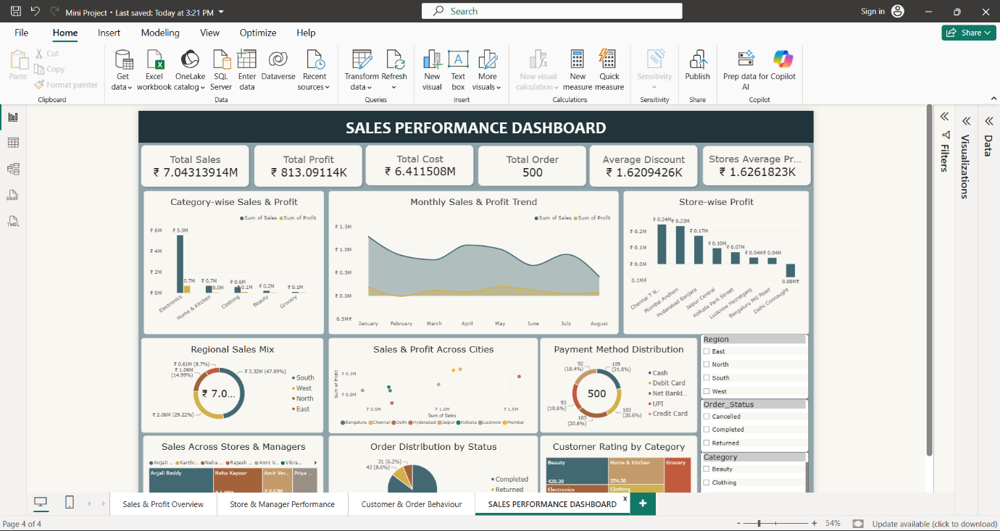 Mini Project • Last saved: Today at 3:21 PM
Search
Sign in
File Home Insert Modeling View Optimize Help
Share
Paste
Cut
Copy
Format painter
Clipboard
Get data
Excel workbook
OneLake catalog
SQL Server
Enter data
Dataverse
Recent sources
Data
Transform data
Refresh
Queries
New visual
Text box
More visuals
Insert
New visual calculation
New measure
Quick measure
Calculations
Sensitivity
Sensitivity
Publish
Share
Prep data for AI
Copilot
Copilot
DAX
TMDL
Filters
Visualizations
Data
SALES PERFORMANCE DASHBOARD
Total Sales
₹ 7.04313914M
Total Profit
₹ 813.09114K
Total Cost
₹ 6.411508M
Total Order
500
Average Discount
₹ 1.6209426K
Stores Average Pr...
₹ 1.6261823K
Category-wise Sales & Profit
Sum of Sales Sum of Profit
₹ 6M
₹ 4M
₹ 2M
₹ 0M
₹ 5.5M
0.7M
₹ 0.7M
0.0M
₹ 0.6M
0.1M
₹ 0.2M
₹ 0.1M
Electronics
Home & Kitchen
Clothing
Beauty
Grocery
Monthly Sales & Profit Trend
Sum of Sales Sum of Profit
₹ 1.5M
₹ 1.0M
₹ 0.5M
₹ 0.0M
0.5M₹
January February March April May June July August
Store-wise Profit
₹ 0.2M
₹ 0.1M
₹ 0.0M
0.1M₹
₹ 0.24M
₹ 0.23M
₹ 0.17M
₹ 0.10M
₹ 0.07M
₹ 0.04M
₹ 0.04M
0.08M₹
Chennai T N...
Mumbai Andheri
Hyderabad Banjara
Jaipur Central
Kolkata Park Street
Lucknow Hazratganj
Bengaluru MG Road
Delhi Connaught
Regional Sales Mix
₹ 0.61M (8.7%)
₹ 1.06M (14.99%)
₹ 3.32M (47.09%)
₹ 2.06M (29.22%)
₹ 7.0...
South
West
North
East
Sales & Profit Across Cities
Sum of Profit
₹ 0.2M
₹ 0.0M
₹ 0.5M ₹ 1.0M ₹ 1.5M
Sum of Sales
Bengaluru Chennai Delhi Hyderabad Jaipur Kolkata Lucknow Mumbai
Payment Method Distribution
92 (18.4%)
109 (21.8%)
93 (18.6%)
103 (20.6%)
103 (20.6%)
500
Cash
Debit Card
Net Banki...
UPI
Credit Card
Region
East
North
South
West
Order_Status
Cancelled
Completed
Returned
Category
Beauty
Clothing
Sales Across Stores & Managers
Anjali ... Karthi... Neha ... Rajesh ... Amit V... Vikra...
Anjali Reddy
Neha Kapoor
Amit Ver...
Priya ...
Order Distribution by Status
31 (6.2%)
43 (8.6%)
Completed
Returned
Customer Rating by Category
Beauty
420.30
Home & Kitchen
374.50
Grocery
Electronics
Clothing
Sales & Profit Overview
Store & Manager Performance
Customer & Order Behaviour
SALES PERFORMANCE DASHBOARD
Page 4 of 4
54%
Update available (click to download)